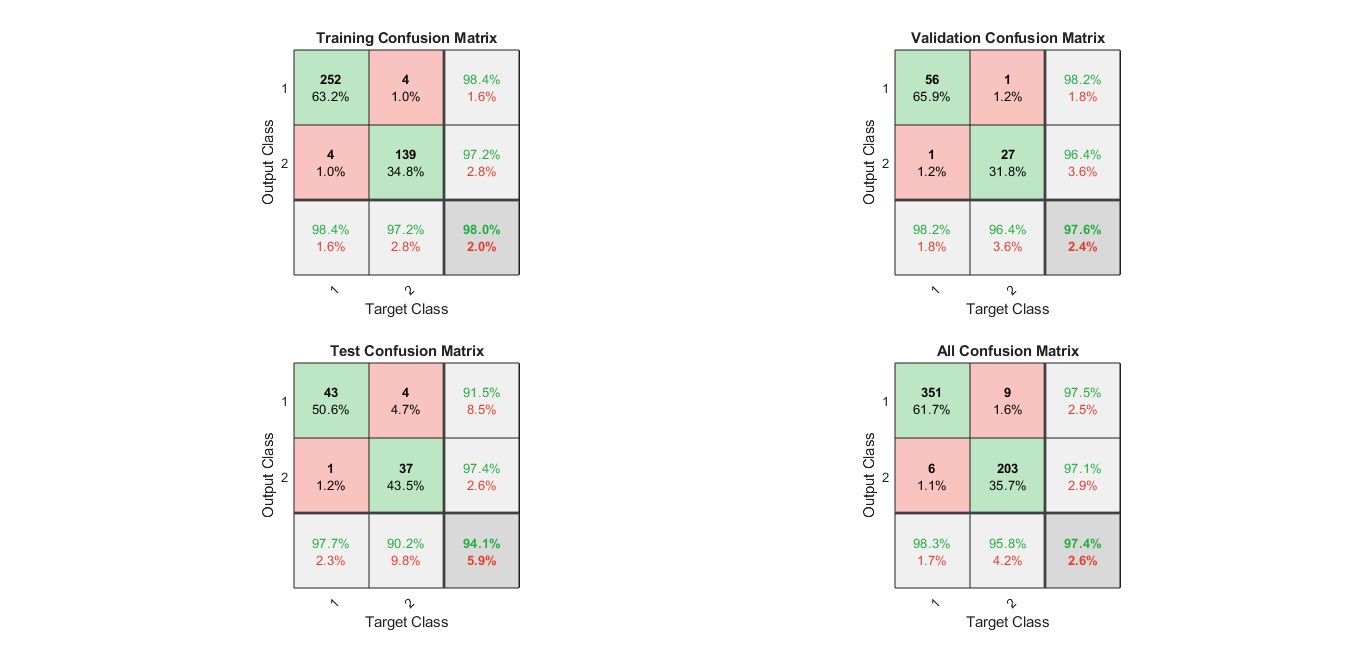 Training Confusion Matrix
252 4 98.4%
63.2% 1.0% 1.6%
1
4 139 97.2%
1.0% 34.8% 2.8%
2
98.4% 97.2% 98.0%
1.6% 2.8% 2.0%
1 2
Output Class
Target Class
Validation Confusion Matrix
56 1 98.2%
65.9% 1.2% 1.8%
1
1 27 96.4%
1.2% 31.8% 3.6%
2
98.2% 96.4% 97.6%
1.8% 3.6% 2.4%
1 2
Output Class
Target Class
Test Confusion Matrix
43 4 91.5%
50.6% 4.7% 8.5%
1
1 37 97.4%
1.2% 43.5% 2.6%
2
97.7% 90.2% 94.1%
2.3% 9.8% 5.9%
1 2
Output Class
Target Class
All Confusion Matrix
351 9 97.5%
61.7% 1.6% 2.5%
1
6 203 97.1%
1.1% 35.7% 2.9%
2
98.3% 95.8% 97.4%
1.7% 4.2% 2.6%
1 2
Output Class
Target Class